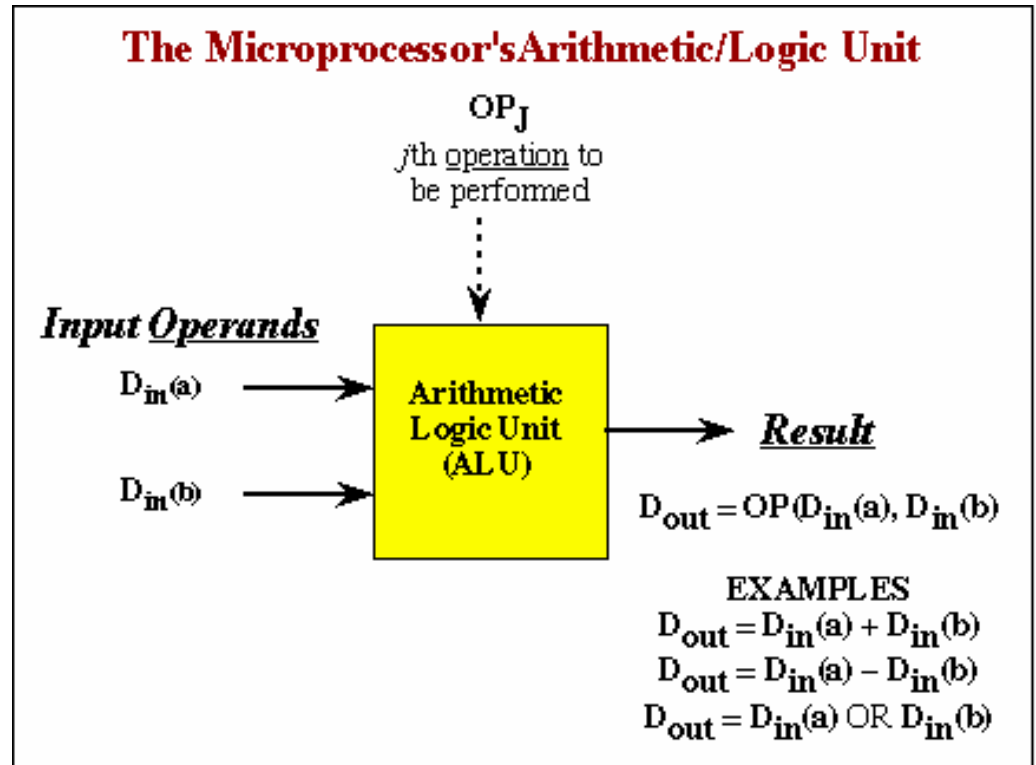 The Microprocessor'sArithmetic/Logic Unit
OPJ
jth operation to
be performed
Input Operands
Din(a)
Din(b)
Arithmetic
Logic Unit
(ALU)
Result
Dout = OP(Din(a), Din(b)
EXAMPLES
Dout = Din(a) + Din(b)
Dout = Din(a) − Din(b)
Dout = Din(a) OR Din(b)